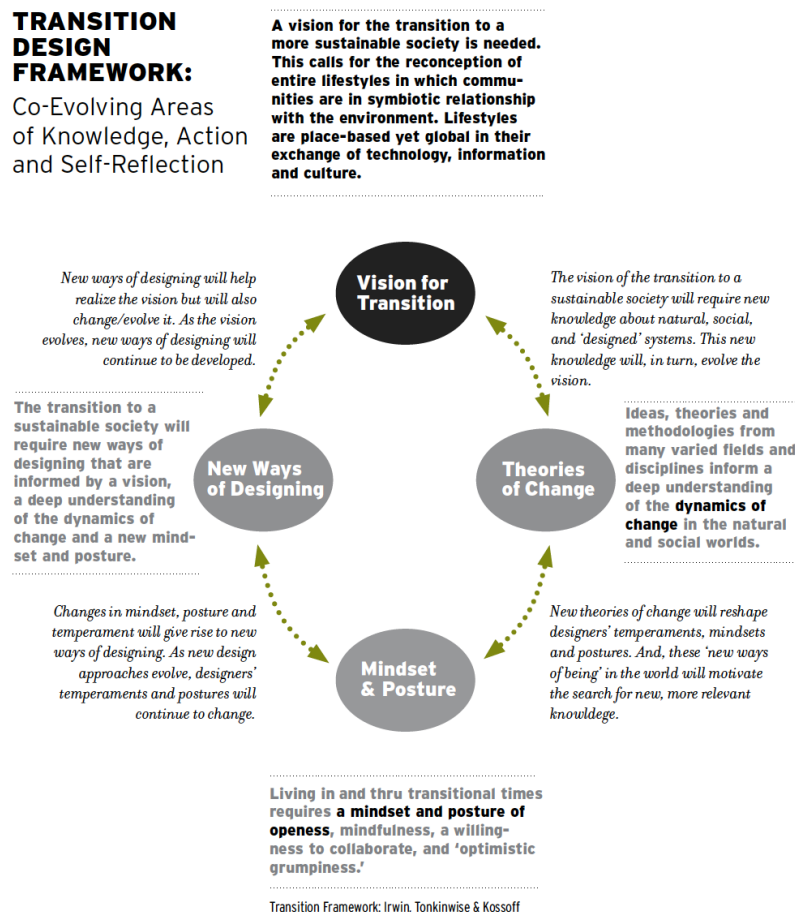 TRANSITION
DESIGN
FRAMEWORK:
Co-Evolving Areas
of Knowledge, Action
and Self-Reflection
A vision for the transition to a
more sustainable society is needed.
This calls for the reconception of
entire lifestyles in which commu-
nities are in symbiotic relationship
with the environment. Lifestyles
are place-based yet global in their
exchange of technology, information
and culture.
Vision for
Transition
New ways of designing will help
realize the vision but will also
change/evolve it. As the vision
evolves, new ways of designing will
continue to be developed.
The vision of the transition to a
sustainable society will require new
knowledge about natural, social,
and ‘designed’ systems. This new
knowledge will, in turn, evolve the
vision.
The transition to a
sustainable society will
require new ways of
designing that are
informed by a vision,
a deep understanding
of the dynamics of
change and a new mind-
set and posture.
New Ways
of Designing
Theories
of Change
Ideas, theories and
methodologies from
many varied fields and
disciplines inform a
deep understanding
of the dynamics of
change in the natural
and social worlds.
Changes in mindset, posture and
temperament will give rise to new
ways of designing. As new design
approaches evolve, designers’
temperaments and postures will
continue to change.
New theories of change will reshape
designers’ temperaments, mindsets
and postures. And, these ‘new ways
of being’ in the world will motivate
the search for new, more relevant
knowldege.
Mindset
& Posture
Living in and thru transitional times
requires a mindset and posture of
openess, mindfulness, a willing-
ness to collaborate, and ‘optimistic
grumpiness.’
Transition Framework: Irwin, Tonkinwise & Kossoff